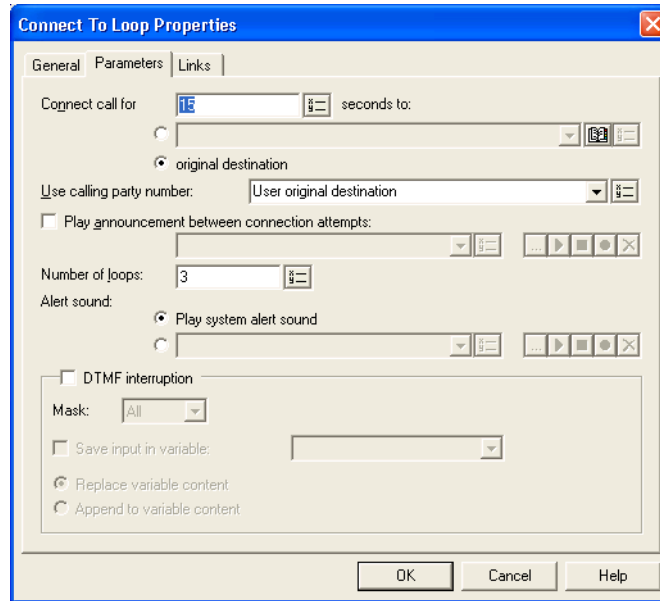 Connect To Loop Properties
General Parameters Links
Connect call for 15 seconds to:
original destination
Use calling party number: User original destination
Play announcement between connection attempts:
...
Number of loops: 3
Alert sound:
Play system alert sound
...
DTMF interruption
Mask: All
Save input in variable:
Replace variable content
Append to variable content
OK Cancel Help